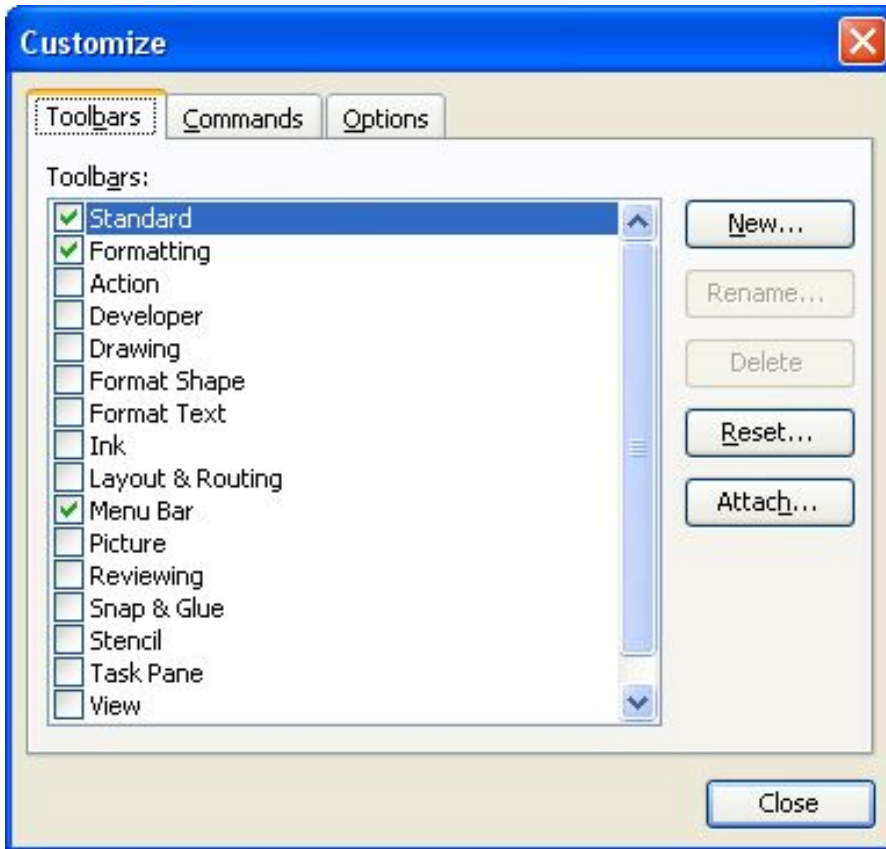 Customize
Toolbars Commands Options
Toolbars:
Standard
Formatting
Action
Developer
Drawing
Format Shape
Format Text
Ink
Layout & Routing
Menu Bar
Picture
Reviewing
Snap & Glue
Stencil
Task Pane
View
New...
Rename...
Delete
Reset...
Attach...
Close